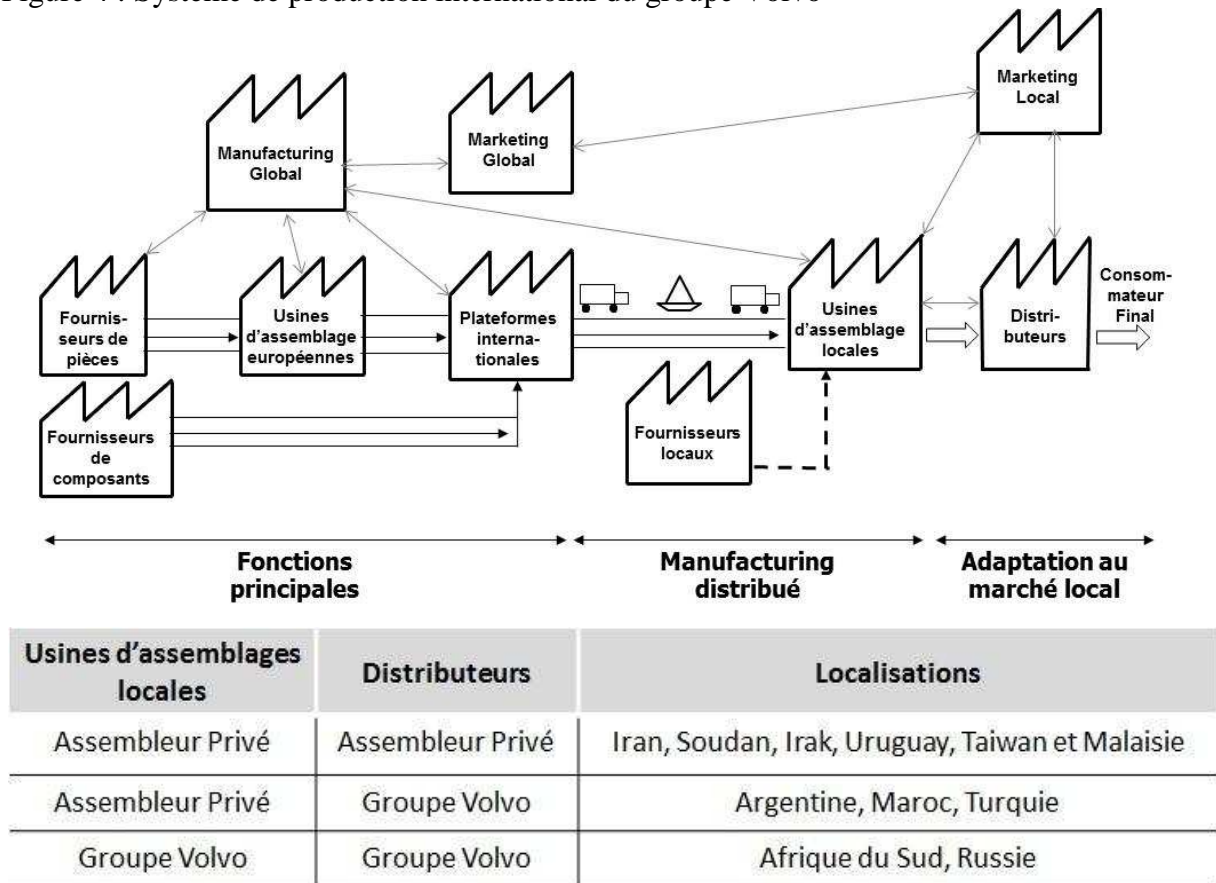 Figure 4 : Système de production international du groupe Volvo
Marketing
Local
Manufacturing
Global
Marketing
Global
Fournis-
seurs de
pièces
Usines
d'assemblage
européennes
Plateformes
interna-
tionales
Usines
d'assemblage
locales
Distri-
buteurs
Consom-
mateur
Final
Fournisseurs
de
composants
Fournisseurs
locaux
Fonctions
principales
Manufacturing
distribué
Adaptation au
marché local
Usines d'assemblages
locales
Distributeurs
Localisations
Assembleur Privé
Assembleur Privé
Iran, Soudan, Irak, Uruguay, Taiwan et Malaisie
Assembleur Privé
Groupe Volvo
Argentine, Maroc, Turquie
Groupe Volvo
Groupe Volvo
Afrique du Sud, Russie